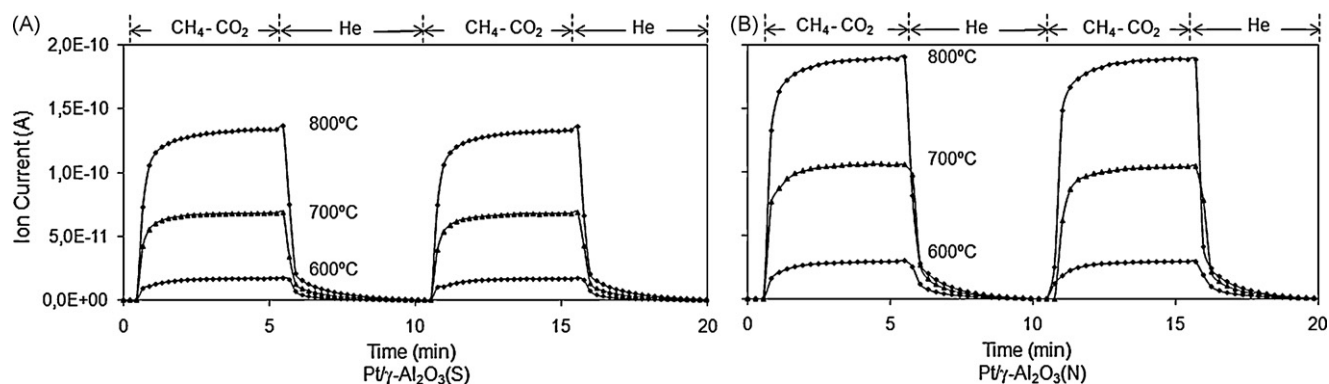 (A)
CH₄- CO₂ He CH₄- CO₂ He
2,0E-10
1,5E-10
1,0E-10
5,0E-11
0,0E+00
Ion Current (A)
800ºC
700ºC
600ºC
0 5 10 15 20
Time (min)
Pt/γ-Al₂O₃(S)
(B)
CH₄- CO₂ He CH₄- CO₂ He
800ºC
700ºC
600ºC
0 5 10 15 20
Time (min)
Pt/γ-Al₂O₃(N)